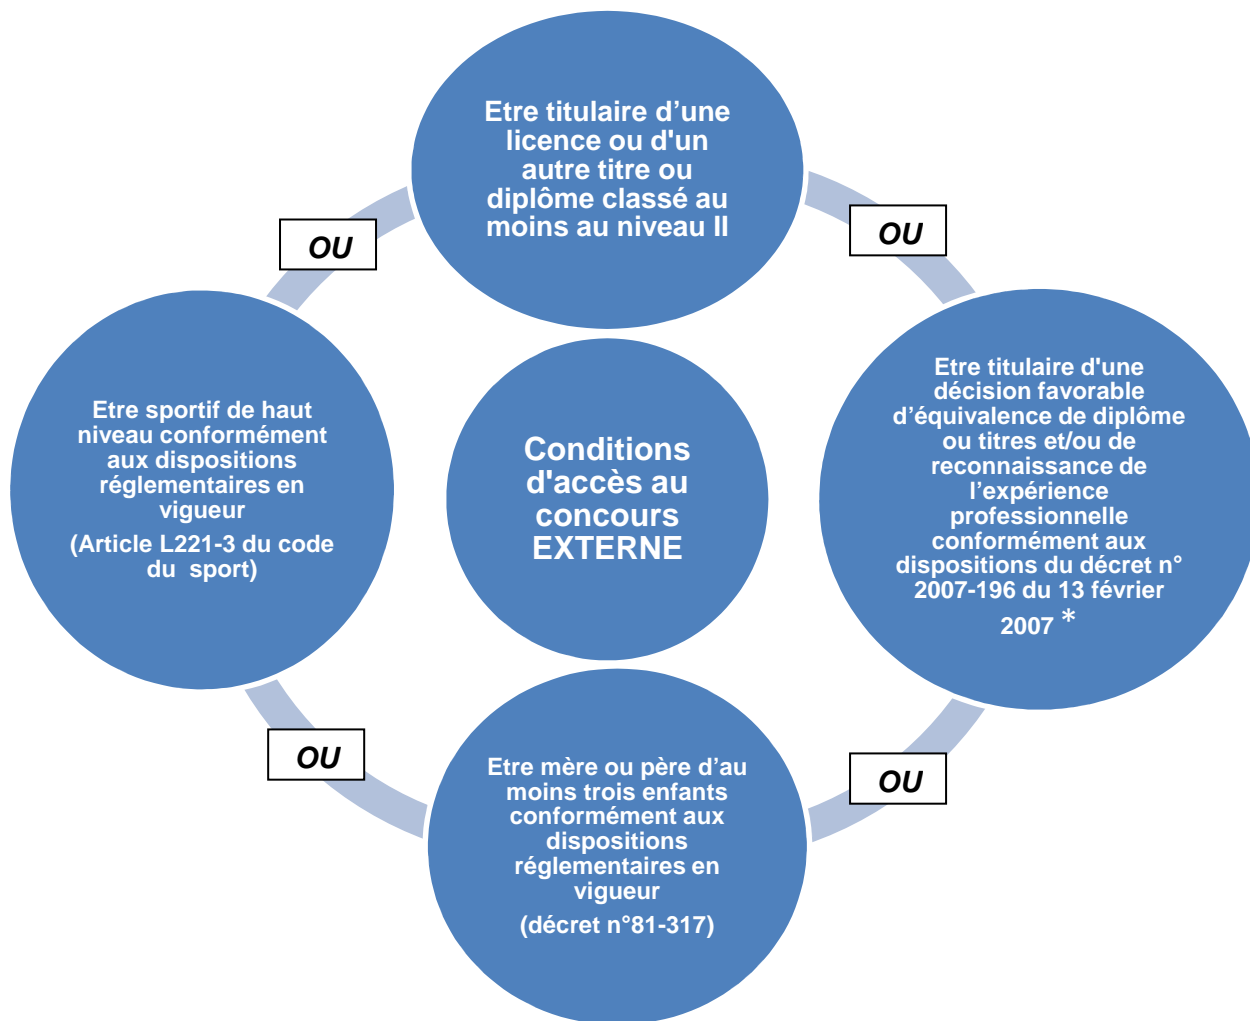 Etre titulaire d’une
licence ou d'un
autre titre ou
diplôme classé au
moins au niveau II
OU
OU
Etre sportif de haut
niveau conformément
aux dispositions
réglementaires en
vigueur
(Article L221-3 du code
du sport)
Conditions
d'accès au
concours
EXTERNE
Etre titulaire d'une
décision favorable
d’équivalence de diplôme
ou titres et/ou de
reconnaissance de
l’expérience
professionnelle
conformément aux
dispositions du décret n°
2007-196 du 13 février
2007 *
OU
OU
Etre mère ou père d’au
moins trois enfants
conformément aux
dispositions
réglementaires en
vigueur
(décret n°81-317)